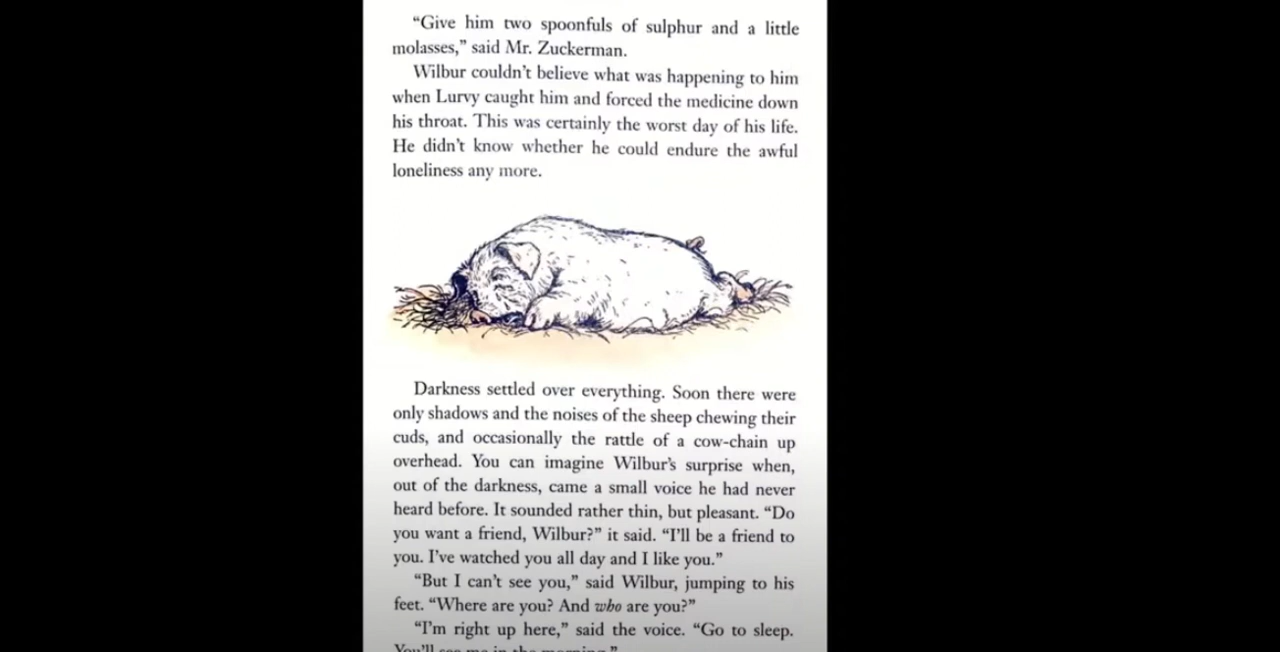 “Give him two spoonfuls of sulphur and a little
molasses,” said Mr. Zuckerman.
Wilbur couldn’t believe what was happening to him
when Lurvy caught him and forced the medicine down
his throat. This was certainly the worst day of his life.
He didn’t know whether he could endure the awful
loneliness any more.
Darkness settled over everything. Soon there were
only shadows and the noises of the sheep chewing their
cuds, and occasionally the rattle of a cow-chain up
overhead. You can imagine Wilbur’s surprise when,
out of the darkness, came a small voice he had never
heard before. It sounded rather thin, but pleasant. “Do
you want a friend, Wilbur?” it said. “I’ll be a friend to
you. I’ve watched you all day and I like you.”
“But I can’t see you,” said Wilbur, jumping to his
feet. “Where are you? And who are you?”
“I’m right up here,” said the voice. “Go to sleep.
You’ll see me in the morning.”